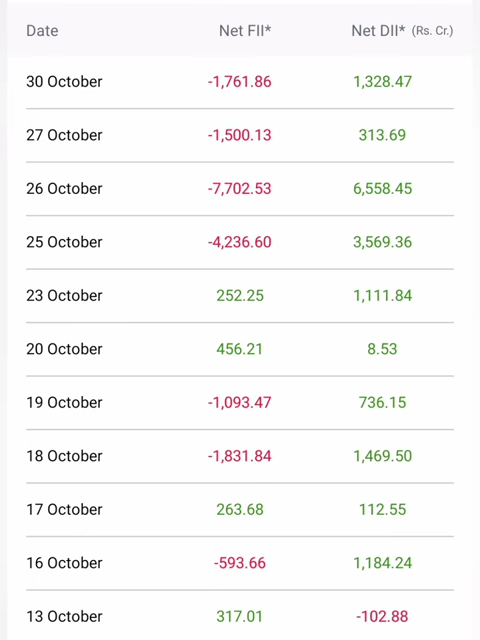 Date Net FII* Net DII* (Rs. Cr.)
30 October -1,761.86 1,328.47
27 October -1,500.13 313.69
26 October -7,702.53 6,558.45
25 October -4,236.60 3,569.36
23 October 252.25 1,111.84
20 October 456.21 8.53
19 October -1,093.47 736.15
18 October -1,831.84 1,469.50
17 October 263.68 112.55
16 October -593.66 1,184.24
13 October 317.01 -102.88